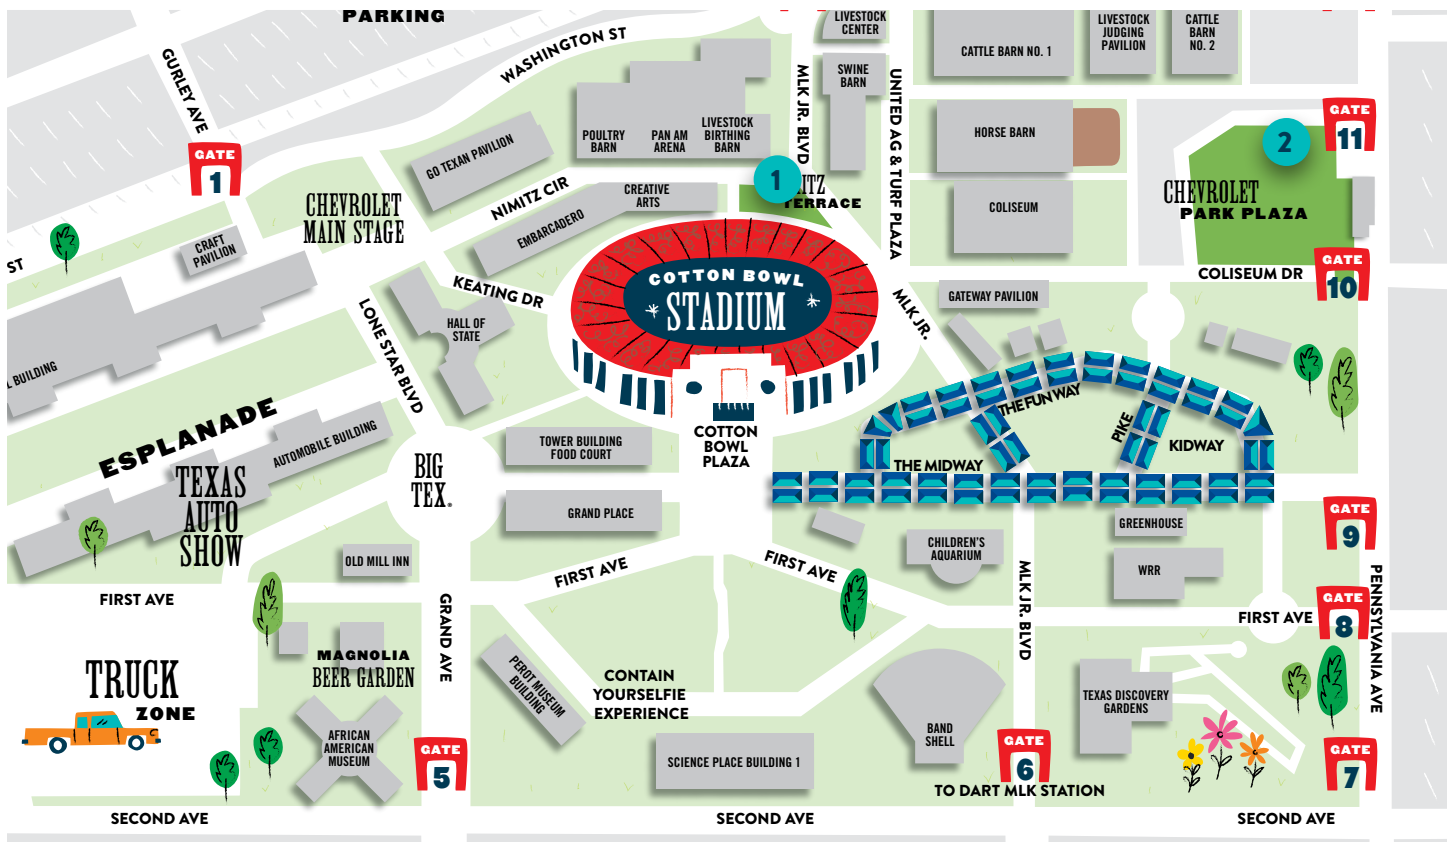 PARKING
LIVESTOCK
CENTER
CATTLE BARN NO. 1
LIVESTOCK
JUDGING
PAVILION
CATTLE
BARN
NO. 2
WASHINGTON ST
GURLEY AVE
GATE
1
SWINE
BARN
MLK JR. BLVD
UNITED AG & TURF PLAZA
POULTRY
BARN
PAN AM
ARENA
LIVESTOCK
BIRTHING
BARN
HORSE BARN
GATE
11
2
GO TEXAN PAVILION
1
ITZ
TERRACE
CHEVROLET
PARK PLAZA
CHEVROLET
MAIN STAGE
NIMITZ CIR
CREATIVE
ARTS
EMBARCADERO
COLISEUM
CRAFT
PAVILION
ST
GATE
10
COLISEUM DR
COTTON BOWL
STADIUM
KEATING DR
GATEWAY PAVILION
MLK JR.
LONE STAR BLVD
HALL OF
STATE
L BUILDING
ESPLANADE
AUTOMOBILE BUILDING
THE FUN WAY
PIKE
KIDWAY
THE MIDWAY
COTTON
BOWL
PLAZA
TOWER BUILDING
FOOD COURT
BIG
TEX®
TEXAS
AUTO
SHOW
GRAND PLACE
GREENHOUSE
GATE
9
CHILDREN'S
AQUARIUM
OLD MILL INN
WRR
FIRST AVE
FIRST AVE
FIRST AVE
MLK JR. BLVD
FIRST AVE
GATE
8
PENNSYLVANIA AVE
GRAND AVE
MAGNOLIA
BEER GARDEN
TRUCK
ZONE
PEROT MUSEUM
BUILDING
CONTAIN
YOURSELFIE
EXPERIENCE
TEXAS DISCOVERY
GARDENS
AFRICAN
AMERICAN
MUSEUM
BAND
SHELL
GATE
5
SCIENCE PLACE BUILDING 1
GATE
6
TO DART MLK STATION
GATE
7
SECOND AVE
SECOND AVE
SECOND AVE